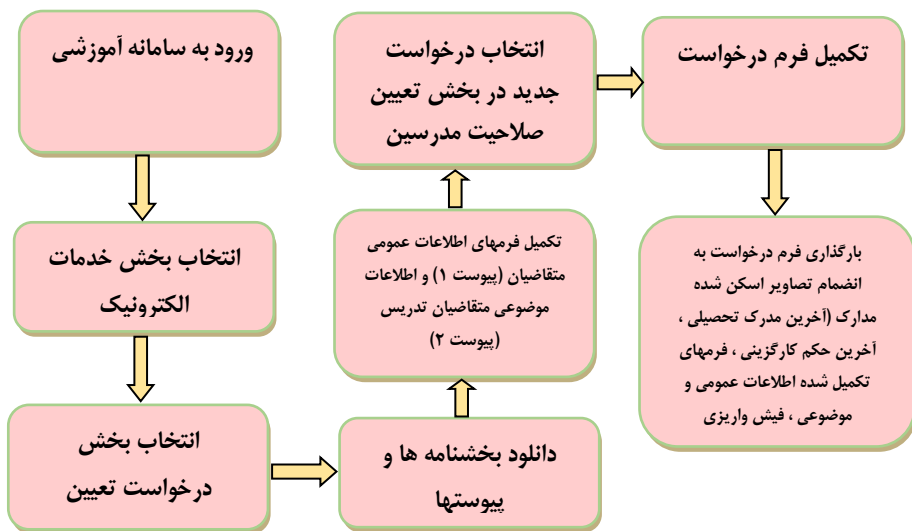 ورود به سامانه آموزشی
انتخاب بخش خدمات
الکترونیک
انتخاب بخش
درخواست تعیین
دانلود بخشنامه ها و
پیوستها
تکمیل فرمهای اطلاعات عمومی
متقاضیان (پیوست ۱) و اطلاعات
موضوعی متقاضیان تدریس
(پیوست ۲)
انتخاب درخواست
جدید در بخش تعیین
صلاحیت مدرسین
تکمیل فرم درخواست
بارگذاری فرم درخواست به
انضمام تصاویر اسکن شده
مدارک (آخرین مدرک تحصیلی ،
آخرین حکم کارگزینی ، فرمهای
تکمیل شده اطلاعات عمومی و
موضوعی ، فیش واریزی